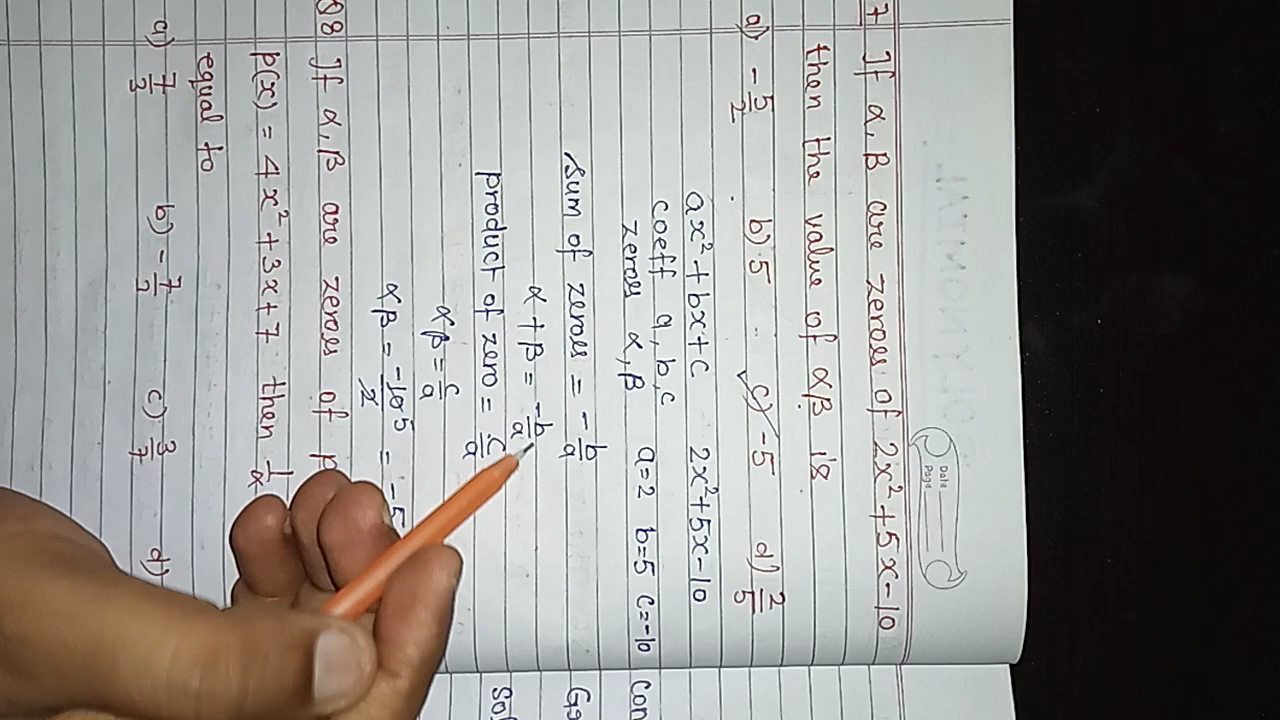 Date
Page
7 If α, β are zeroes of 2x²+5x-10
then the value of αβ is
a) -5/2 b) 5 c) -5 d) 2/5
ax²+bx+c 2x²+5x-10
coeff a, b, c
zeroes α, β a=2 b=5 c=-10
sum of zeroes = -b/a
α+β = -b/a
product of zero = c/a
αβ = c/a
αβ = -10 5/2 = -5
Q8 If α, β are zeroes of
p(x) = 4x²+3x+7 then 1/α
equal to
a) 7/3 b) -7/3 c) 3/7 d)